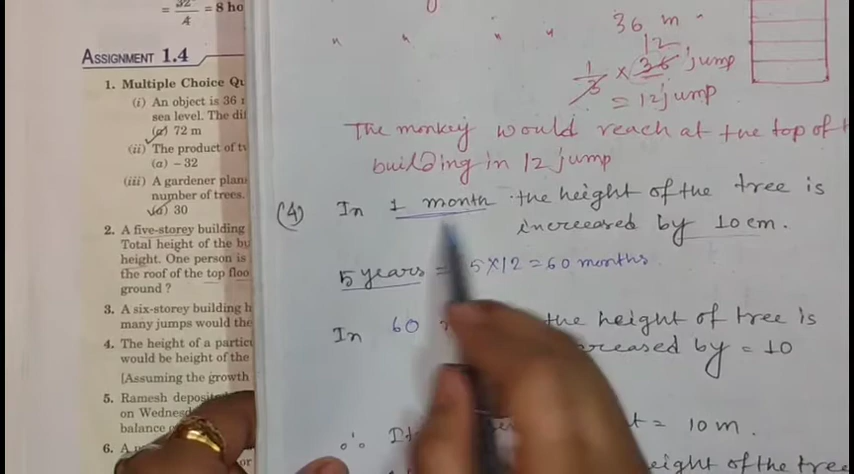 = 32 / 4 = 8 ho
ASSIGNMENT 1.4
1. Multiple Choice Qu
(i) An object is 36
sea level. The dif
(a) 72 m
(ii) The product of tw
(a) – 32
(iii) A gardener plan
number of trees.
(a) 30
2. A five-storey building
Total height of the bu
height. One person is
the roof of the top floo
ground ?
3. A six-storey building h
many jumps would the
4. The height of a partic
would be height of the
[Assuming the growth
5. Ramesh deposit
on Wednesd
balance
6.
" " " " 36 m
1/3 × 36 jump
12
= 12 jump
The monkey would reach at the top of t
building in 12 jump
(4) In 1 month the height of the tree is
increeared by 10 cm.
5 years = 5×12 = 60 months
In 60 the height of tree is
creased by = 10
∴ = 10 m.
eight of the tree